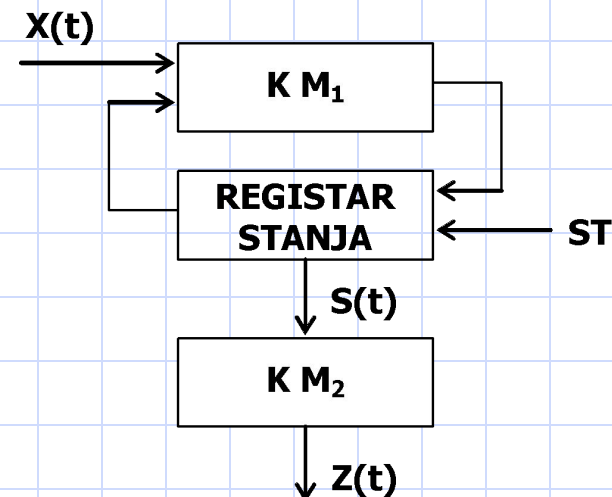 X(t)
K M₁
REGISTAR
STANJA
ST
S(t)
K M₂
Z(t)